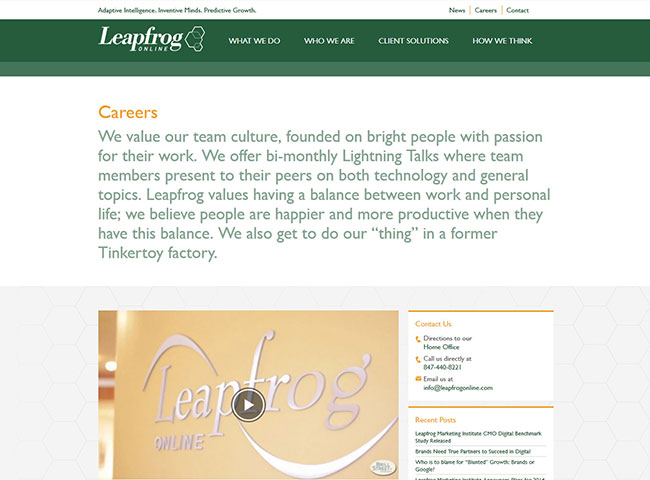 Adaptive Intelligence. Inventive Minds. Predictive Growth.
News
Careers
Contact
Leapfrog
ONLINE
WHAT WE DO
WHO WE ARE
CLIENT SOLUTIONS
HOW WE THINK
Careers
We value our team culture, founded on bright people with passion
for their work. We offer bi-monthly Lightning Talks where team
members present to their peers on both technology and general
topics. Leapfrog values having a balance between work and personal
life; we believe people are happier and more productive when they
have this balance. We also get to do our “thing” in a former
Tinkertoy factory.
Leapfrog
ONLINE
Contact Us
Directions to our
Home Office
Call us directly at
847-440-8221
Email us at
info@leapfrogonline.com
Recent Posts
Leapfrog Marketing Institute CMO Digital Benchmark
Study Released
Brands Need True Partners to Succeed in Digital
Who is to blame for “Blunted” Growth: Brands or
Google?
Leapfrog Marketing Institute Announces Plans for 2014